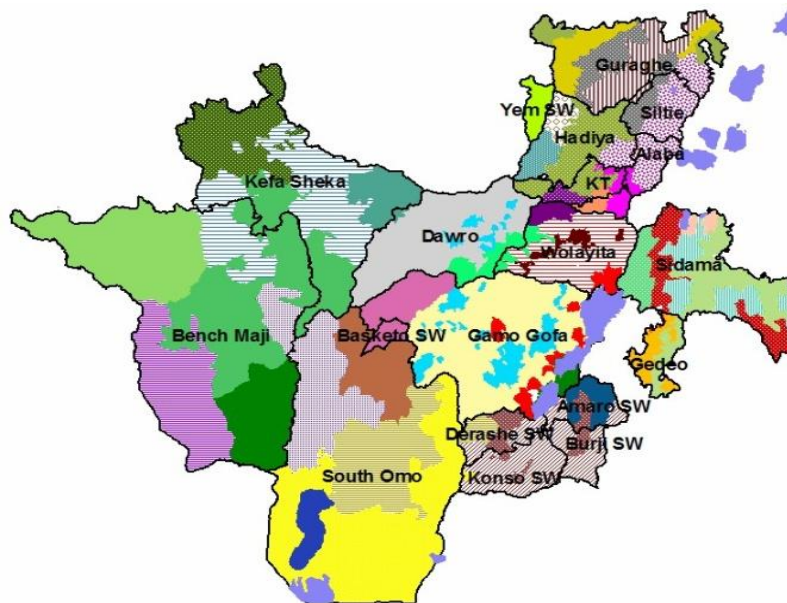 Guraghe
Yem SW
Siltie
Hadiya
Alaba
Kefa Sheka
KT
Dawro
Wolayita
Sidama
Bench Maji
Basketo SW
Gamo Gofa
Gedeo
Amaro SW
Derashe SW
Burji SW
South Omo
Konso SW